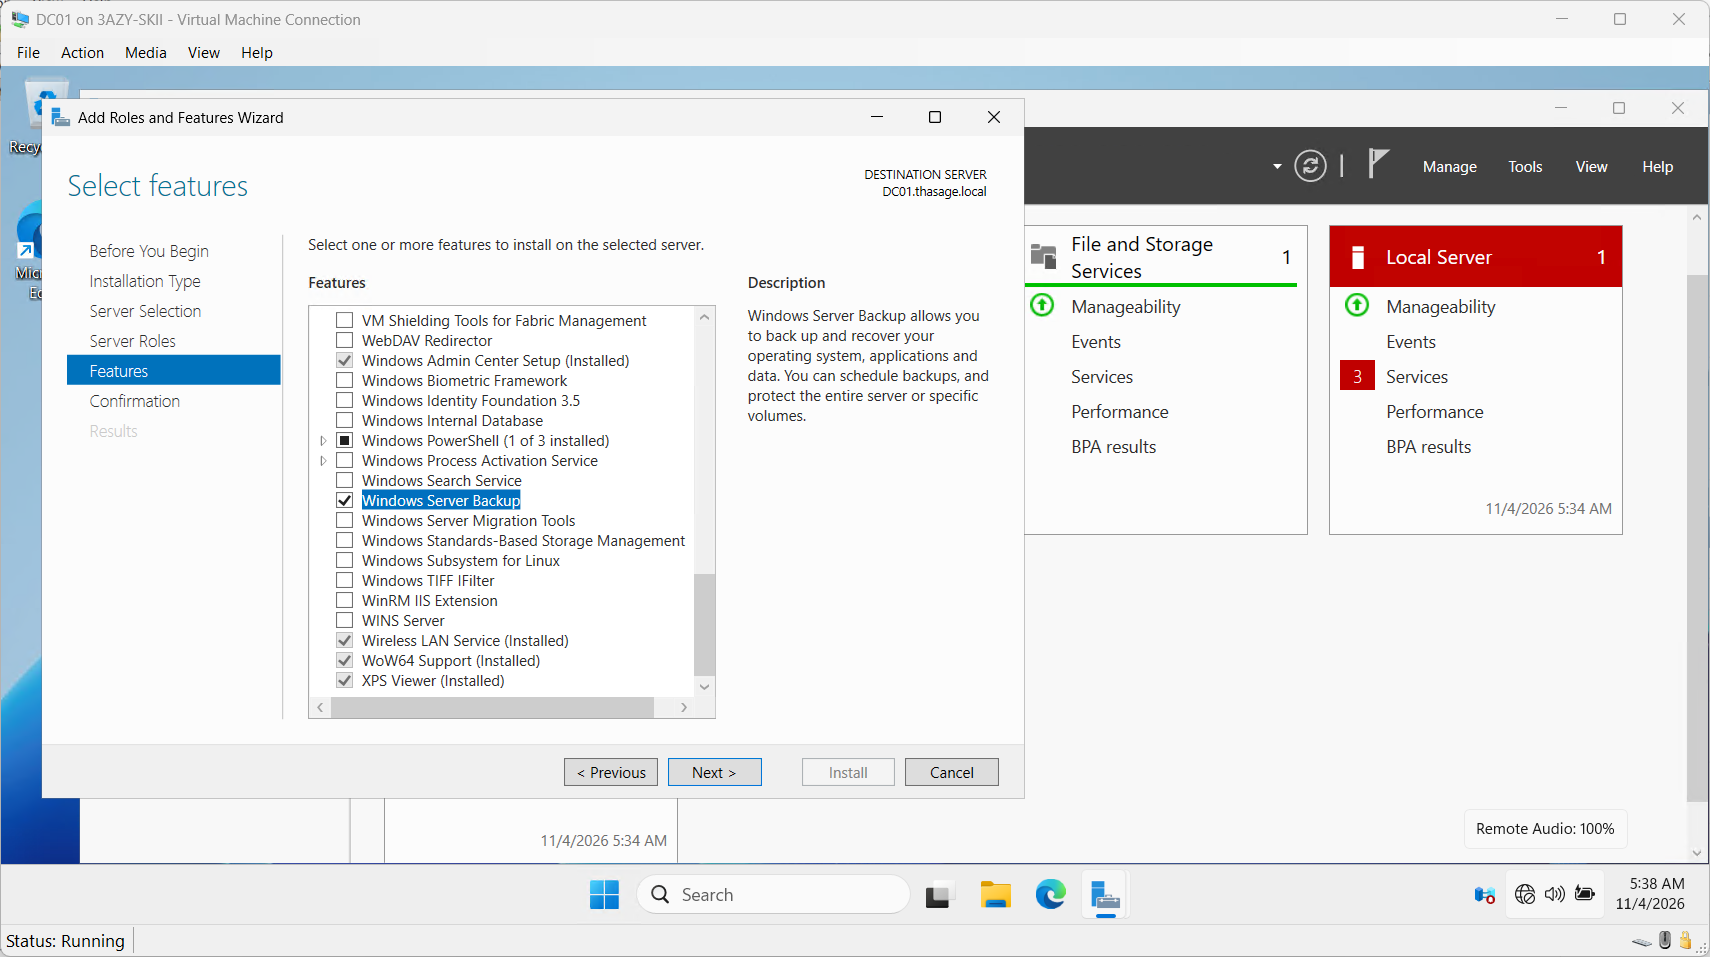 DC01 on 3AZY-SKII - Virtual Machine Connection
File Action Media View Help
Add Roles and Features Wizard
Select features
DESTINATION SERVER
DC01.thasage.local
Before You Begin
Installation Type
Server Selection
Server Roles
Features
Confirmation
Results
Select one or more features to install on the selected server.
Features
VM Shielding Tools for Fabric Management
WebDAV Redirector
Windows Admin Center Setup (Installed)
Windows Biometric Framework
Windows Identity Foundation 3.5
Windows Internal Database
Windows PowerShell (1 of 3 installed)
Windows Process Activation Service
Windows Search Service
Windows Server Backup
Windows Server Migration Tools
Windows Standards-Based Storage Management
Windows Subsystem for Linux
Windows TIFF IFilter
WinRM IIS Extension
WINS Server
Wireless LAN Service (Installed)
WoW64 Support (Installed)
XPS Viewer (Installed)
Description
Windows Server Backup allows you
to back up and recover your
operating system, applications and
data. You can schedule backups, and
protect the entire server or specific
volumes.
< Previous
Next >
Install
Cancel
Manage Tools View Help
File and Storage
Services
1
Manageability
Events
Services
Performance
BPA results
Local Server 1
Manageability
Events
3 Services
Performance
BPA results
11/4/2026 5:34 AM
11/4/2026 5:34 AM
Remote Audio: 100%
Search
5:38 AM
11/4/2026
Status: Running